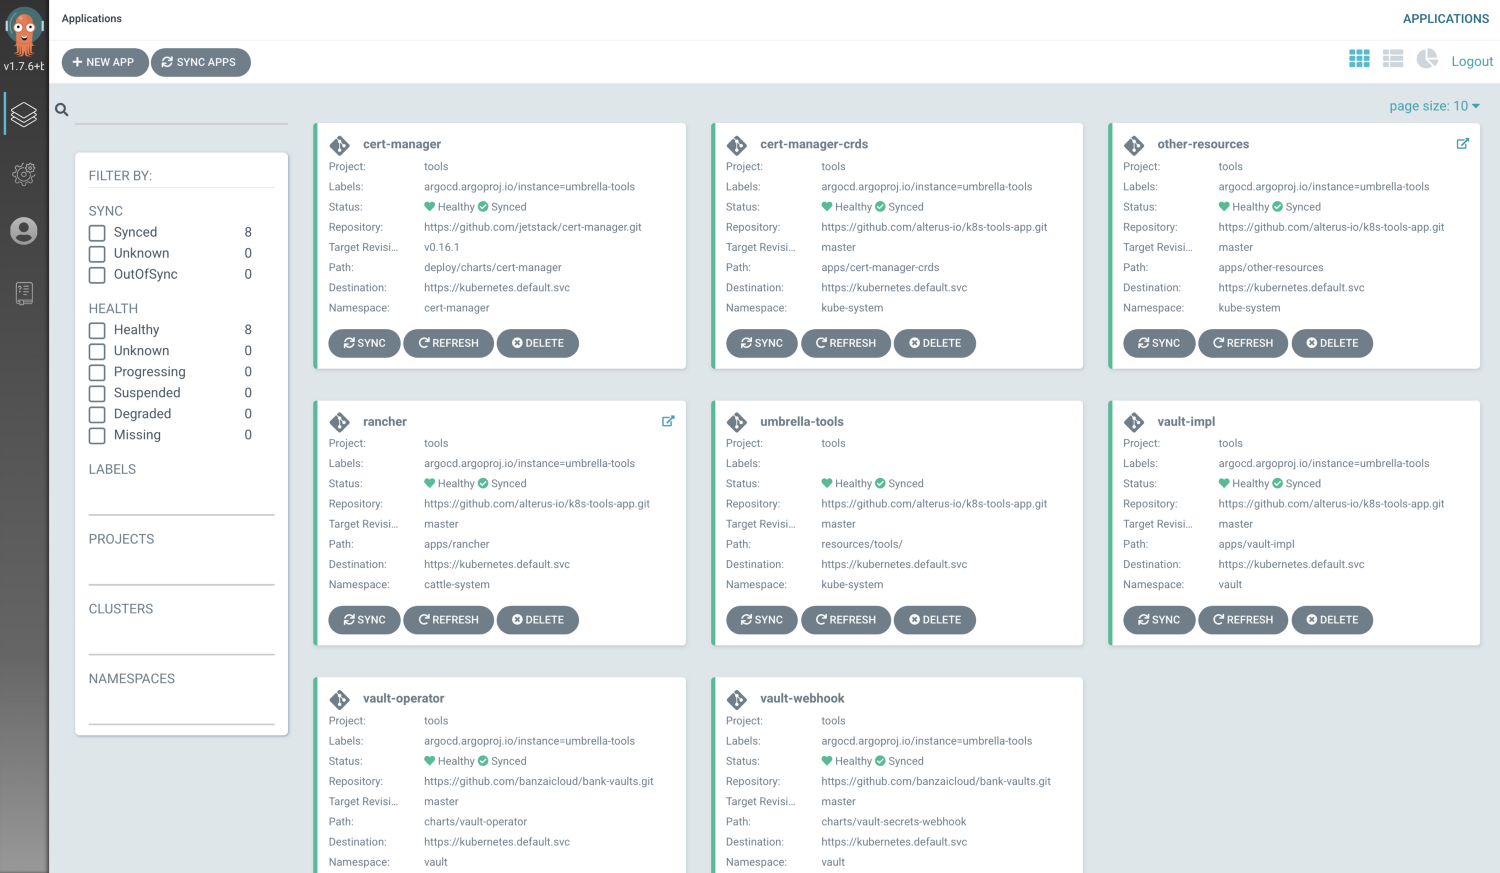 Applications
APPLICATIONS
v1.7.6+b
NEW APP
SYNC APPS
Logout
page size: 10
FILTER BY:
SYNC
Synced 8
Unknown 0
OutOfSync 0
HEALTH
Healthy 8
Unknown 0
Progressing 0
Suspended 0
Degraded 0
Missing 0
LABELS
PROJECTS
CLUSTERS
NAMESPACES
cert-manager
Project: tools
Labels: argocd.argoproj.io/instance=umbrella-tools
Status: Healthy Synced
Repository: https://github.com/jetstack/cert-manager.git
Target Revisi... v0.16.1
Path: deploy/charts/cert-manager
Destination: https://kubernetes.default.svc
Namespace: cert-manager
SYNC REFRESH DELETE
cert-manager-crds
Project: tools
Labels: argocd.argoproj.io/instance=umbrella-tools
Status: Healthy Synced
Repository: https://github.com/alterus-io/k8s-tools-app.git
Target Revisi... master
Path: apps/cert-manager-crds
Destination: https://kubernetes.default.svc
Namespace: kube-system
SYNC REFRESH DELETE
other-resources
Project: tools
Labels: argocd.argoproj.io/instance=umbrella-tools
Status: Healthy Synced
Repository: https://github.com/alterus-io/k8s-tools-app.git
Target Revisi... master
Path: apps/other-resources
Destination: https://kubernetes.default.svc
Namespace: kube-system
SYNC REFRESH DELETE
rancher
Project: tools
Labels: argocd.argoproj.io/instance=umbrella-tools
Status: Healthy Synced
Repository: https://github.com/alterus-io/k8s-tools-app.git
Target Revisi... master
Path: apps/rancher
Destination: https://kubernetes.default.svc
Namespace: cattle-system
SYNC REFRESH DELETE
umbrella-tools
Project: tools
Labels:
Status: Healthy Synced
Repository: https://github.com/alterus-io/k8s-tools-app.git
Target Revisi... master
Path: resources/tools/
Destination: https://kubernetes.default.svc
Namespace: kube-system
SYNC REFRESH DELETE
vault-impl
Project: tools
Labels: argocd.argoproj.io/instance=umbrella-tools
Status: Healthy Synced
Repository: https://github.com/alterus-io/k8s-tools-app.git
Target Revisi... master
Path: apps/vault-impl
Destination: https://kubernetes.default.svc
Namespace: vault
SYNC REFRESH DELETE
vault-operator
Project: tools
Labels: argocd.argoproj.io/instance=umbrella-tools
Status: Healthy Synced
Repository: https://github.com/banzaicloud/bank-vaults.git
Target Revisi... master
Path: charts/vault-operator
Destination: https://kubernetes.default.svc
Namespace: vault
vault-webhook
Project: tools
Labels: argocd.argoproj.io/instance=umbrella-tools
Status: Healthy Synced
Repository: https://github.com/banzaicloud/bank-vaults.git
Target Revisi... master
Path: charts/vault-secrets-webhook
Destination: https://kubernetes.default.svc
Namespace: vault